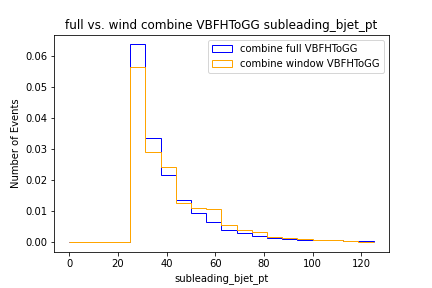 full vs. wind combine VBFHToGG subleading_bjet_pt
combine full VBFHToGG
combine window VBFHToGG
Number of Events
0.06
0.05
0.04
0.03
0.02
0.01
0.00
0 20 40 60 80 100 120
subleading_bjet_pt